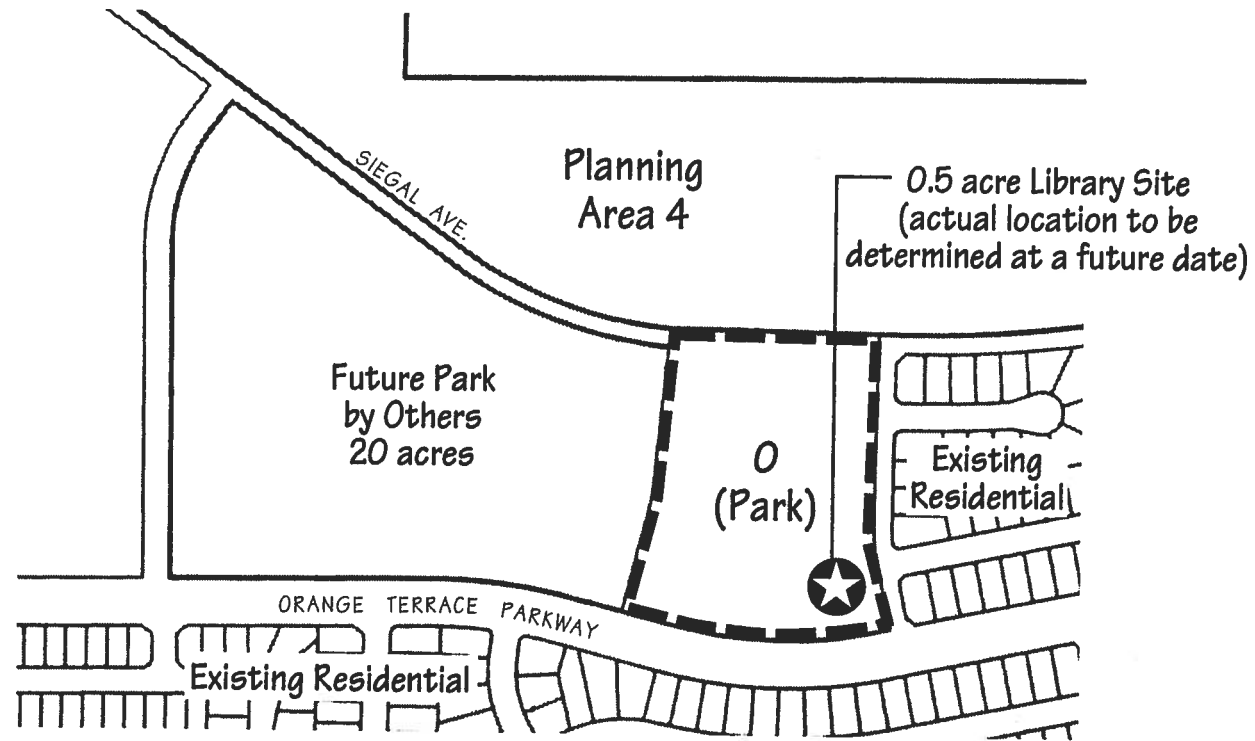 SIEGAL AVE.
Planning
Area 4
0.5 acre Library Site
(actual location to be
determined at a future date)
Future Park
by Others
20 acres
O
(Park)
Existing
Residential
ORANGE TERRACE PARKWAY
Existing Residential